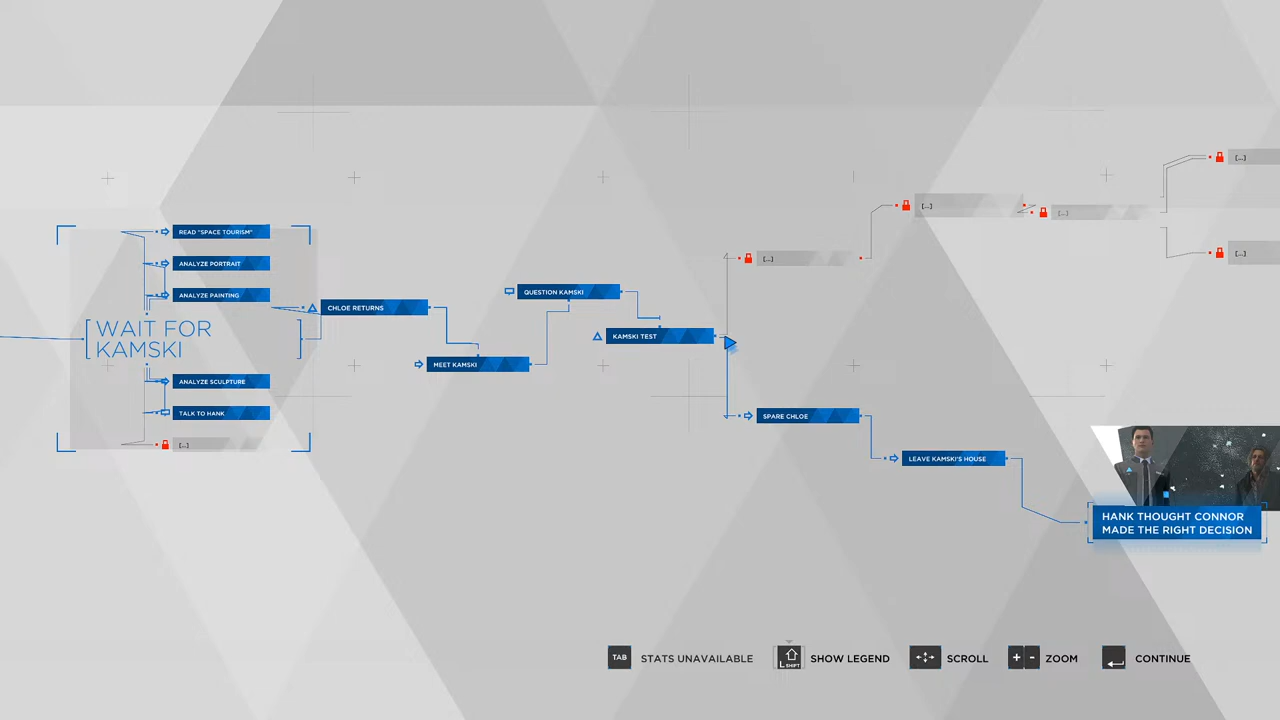 [...]
[...]
[...]
READ "SPACE TOURISM"
[...]
[...]
ANALYZE PORTRAIT
QUESTION KAMSKI
ANALYZE PAINTING
CHLOE RETURNS
WAIT FOR
KAMSKI
KAMSKI TEST
MEET KAMSKI
ANALYZE SCULPTURE
TALK TO HANK
SPARE CHLOE
[...]
LEAVE KAMSKI'S HOUSE
HANK THOUGHT CONNOR
MADE THE RIGHT DECISION
TAB STATS UNAVAILABLE L SHIFT SHOW LEGEND SCROLL + - ZOOM CONTINUE